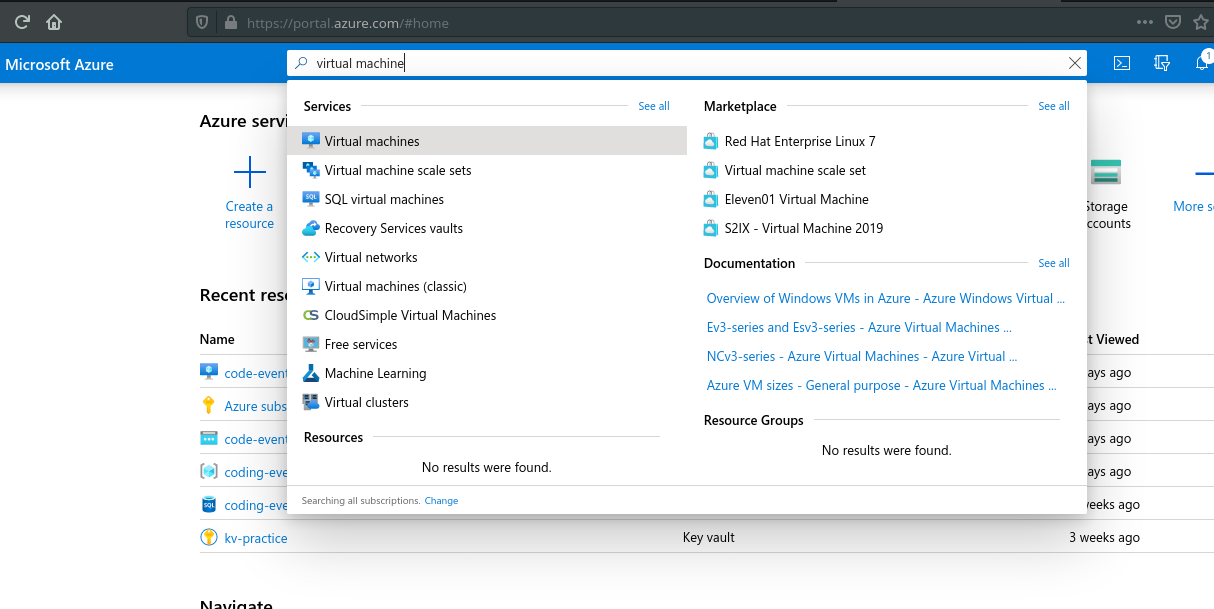 https://portal.azure.com/#home
Microsoft Azure
virtual machine
1
Azure servi
Create a
resource
Storage
ccounts
More s
Services
See all
Virtual machines
Virtual machine scale sets
SQL virtual machines
Recovery Services vaults
Virtual networks
Virtual machines (classic)
CloudSimple Virtual Machines
Free services
Machine Learning
Virtual clusters
Resources
No results were found.
Marketplace
See all
Red Hat Enterprise Linux 7
Virtual machine scale set
Eleven01 Virtual Machine
S2IX - Virtual Machine 2019
Documentation
See all
Overview of Windows VMs in Azure - Azure Windows Virtual ...
Ev3-series and Esv3-series - Azure Virtual Machines ...
NCv3-series - Azure Virtual Machines - Azure Virtual ...
Azure VM sizes - General purpose - Azure Virtual Machines ...
Resource Groups
No results were found.
Searching all subscriptions. Change
Recent reso
Name
t Viewed
code-event
ays ago
Azure subs
ays ago
code-event
ays ago
coding-eve
ays ago
coding-eve
weeks ago
kv-practice
Key vault
3 weeks ago
Navigate